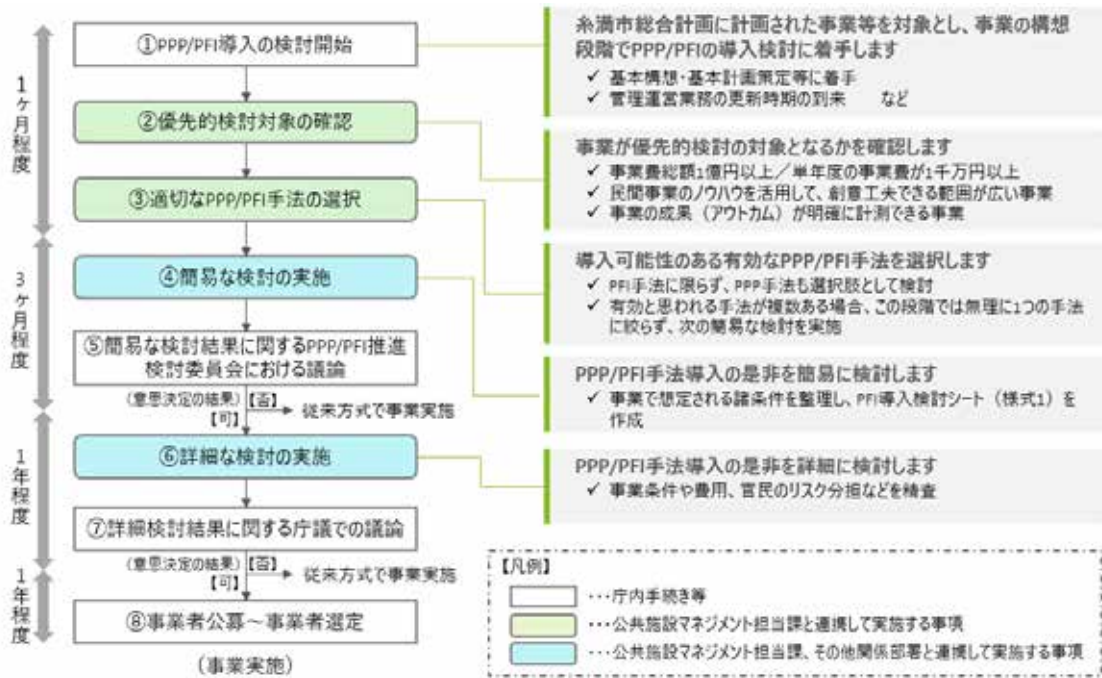 ①PPP/PFI導入の検討開始
②優先的検討対象の確認
③適切なPPP/PFI手法の選択
④簡易な検討の実施
⑤簡易な検討結果に関するPPP/PFI推進
検討委員会における議論
(意思決定の結果)【否】
【可】
従来方式で事業実施
⑥詳細な検討の実施
⑦詳細検討結果に関する庁議での議論
(意思決定の結果)【否】
【可】
従来方式で事業実施
⑧事業者公募～事業者選定
(事業実施)
1ヶ月程度
3ヶ月程度
1年程度
1年程度
糸満市総合計画に計画された事業等を対象とし、事業の構想
段階でPPP/PFIの導入検討に着手します
✓ 基本構想・基本計画策定等に着手
✓ 管理運営業務の更新時期の到来　など
事業が優先的検討の対象となるかを確認します
✓ 事業費総額1億円以上／単年度の事業費が1千万円以上
✓ 民間事業のノウハウを活用して、創意工夫できる範囲が広い事業
✓ 事業の成果（アウトカム）が明確に計測できる事業
導入可能性のある有効なPPP/PFI手法を選択します
✓ PFI手法に限らず、PPP手法も選択肢として検討
✓ 有効と思われる手法が複数ある場合、この段階では無理に1つの手法
に絞らず、次の簡易な検討を実施
PPP/PFI手法導入の是非を簡易に検討します
✓ 事業で想定される諸条件を整理し、PFI導入検討シート（様式1）を
作成
PPP/PFI手法導入の是非を詳細に検討します
✓ 事業条件や費用、官民のリスク分担などを精査
【凡例】
…庁内手続き等
…公共施設マネジメント担当課と連携して実施する事項
…公共施設マネジメント担当課、その他関係部署と連携して実施する事項